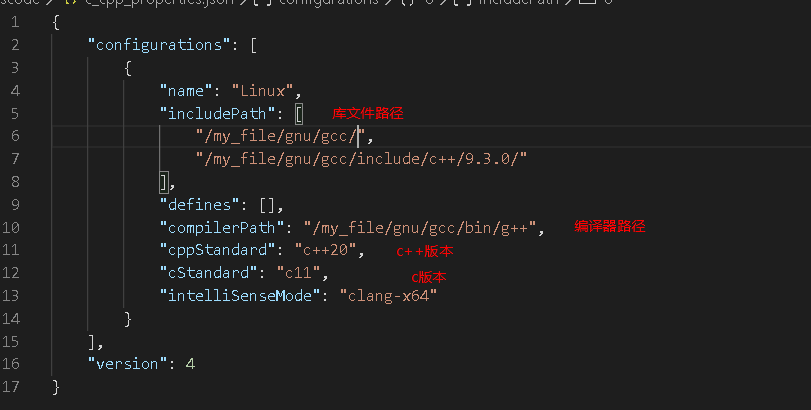 c_cpp_properties.json configurations 0 includePath 0
1 {
2 "configurations": [
3 {
4 "name": "Linux",
5 "includePath": [ 库文件路径
6 "/my_file/gnu/gcc/",
7 "/my_file/gnu/gcc/include/c++/9.3.0/"
8 ],
9 "defines": [],
10 "compilerPath": "/my_file/gnu/gcc/bin/g++", 编译器路径
11 "cppStandard": "c++20", c++版本
12 "cStandard": "c11", c版本
13 "intelliSenseMode": "clang-x64"
14 }
15 ],
16 "version": 4
17 }